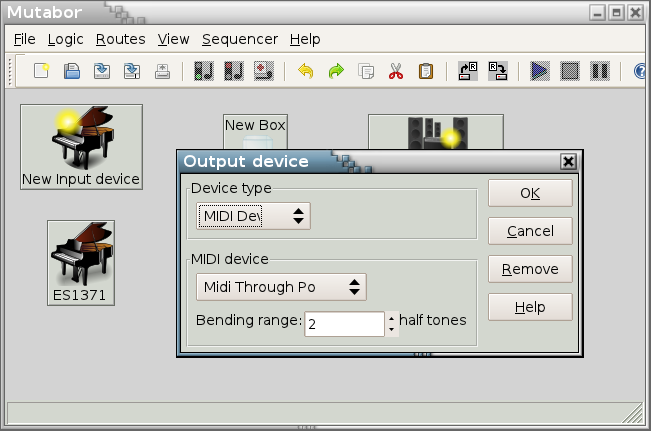 Mutabor
File Logic Routes View Sequencer Help
New Input device
New Box
ES1371
Output device
Device type
MIDI Dev
MIDI device
Midi Through Po
Bending range: 2 half tones
OK
Cancel
Remove
Help